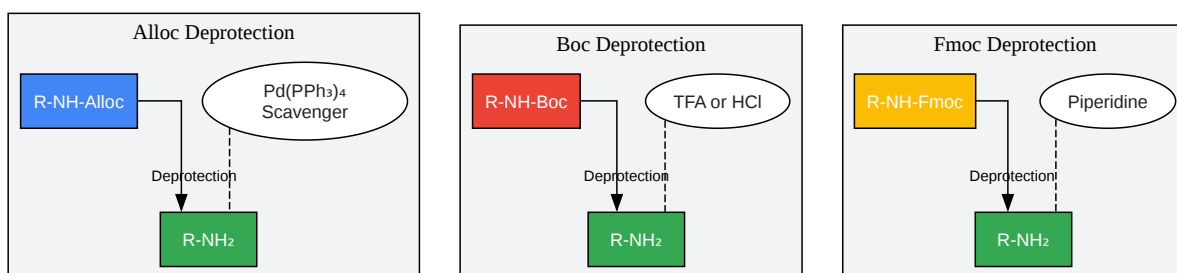 Alloc Deprotection
R-NH-Alloc
Pd(PPh₃)₄
Scavenger
Deprotection
R-NH₂
Boc Deprotection
R-NH-Boc
TFA or HCl
Deprotection
R-NH₂
Fmoc Deprotection
R-NH-Fmoc
Piperidine
Deprotection
R-NH₂